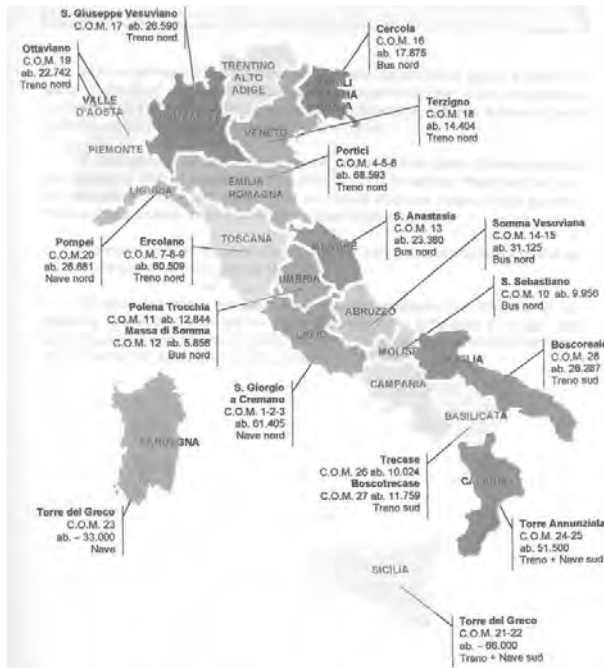 S. Giuseppe Vesuviano
C.O.M. 17 ab. 26.590
Treno nord
Ottaviano
C.O.M. 19
ab. 22.742
Treno nord
Cercola
C.O.M. 16
ab. 17.876
Bus nord
TRENTINO
ALTO
ADIGE
VALLE
D'AOSTA
VENETO
Terzigno
C.O.M. 18
ab. 14.404
Treno nord
PIEMONTE
Portici
C.O.M. 4-5-6
ab. 68.593
Treno nord
EMILIA
ROMAGNA
LIGURIA
TOSCANA
Pompei
C.O.M.20
ab. 26.681
Nave nord
Ercolano
C.O.M. 7-8-9
ab. 60.509
Treno nord
S. Anastasia
C.O.M. 13
ab. 23.380
Bus nord
Somma Vesuviana
C.O.M. 14-15
ab. 31.125
Bus nord
MARCHE
UMBRIA
S. Sebastiano
C.O.M. 10 ab. 9.956
Bus nord
Polena Trocchia
C.O.M. 11 ab. 12.844
Massa di Somma
C.O.M. 12 ab. 5.856
Bus nord
ABRUZZO
LAZIO
MOLISE
PUGLIA
Boscoreale
C.O.M. 28
ab. 26.287
Treno sud
CAMPANIA
S. Giorgio
a Cremano
C.O.M. 1-2-3
ab. 61.405
Nave nord
BASILICATA
SARDEGNA
Trecase
C.O.M. 26 ab. 10.024
Boscotrecase
C.O.M. 27 ab. 11.759
Treno sud
CALABRIA
Torre del Greco
C.O.M. 23
ab. ~ 33.000
Nave
Torre Annunziata
C.O.M. 24-25
ab. 51.500
Treno + Nave sud
SICILIA
Torre del Greco
C.O.M. 21-22
ab. ~ 66.000
Treno + Nave sud